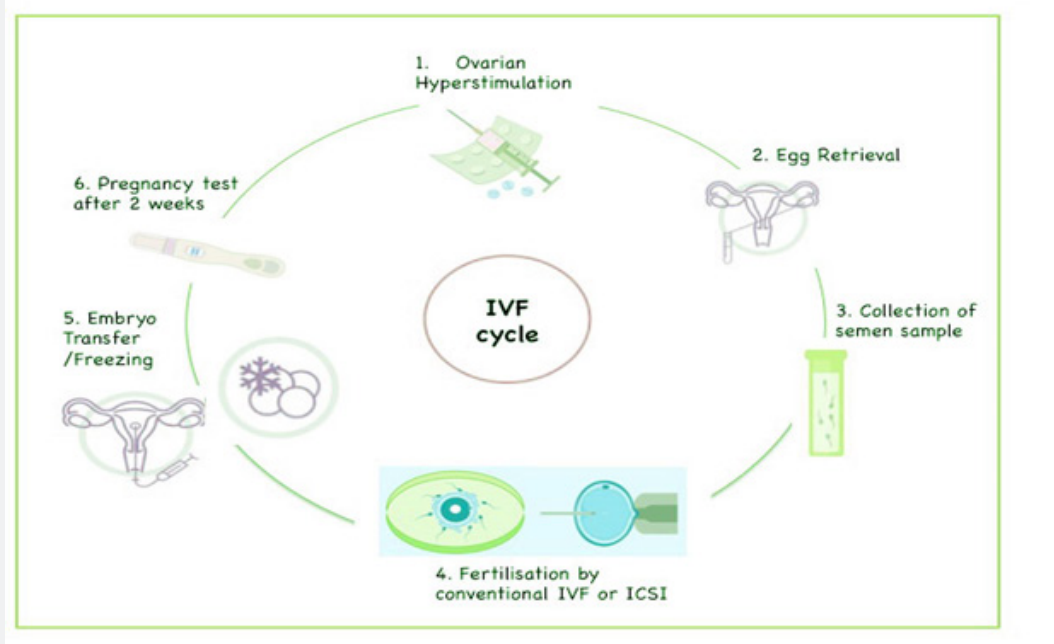 1. Ovarian
Hyperstimulation
2. Egg Retrieval
3. Collection of
semen sample
4. Fertilisation by
conventional IVF or ICSI
5. Embryo
Transfer
/Freezing
6. Pregnancy test
after 2 weeks
IVF
cycle